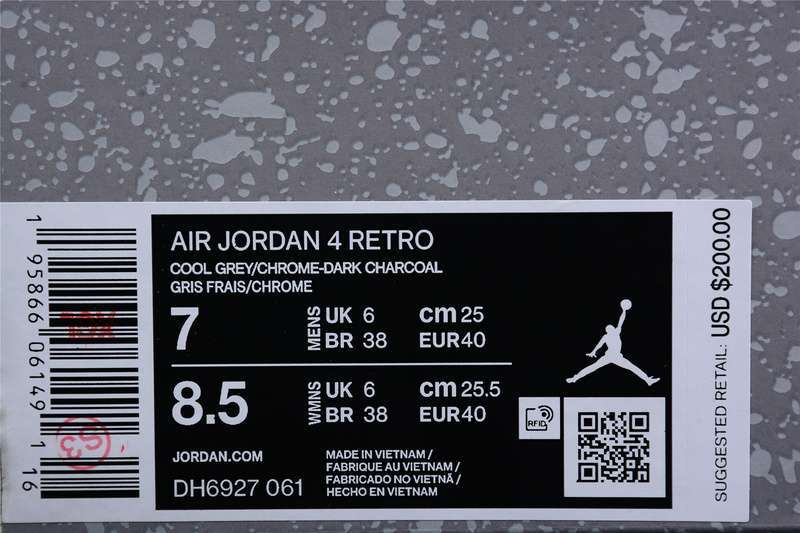 AIR JORDAN 4 RETRO
COOL GREY/CHROME-DARK CHARCOAL
GRIS FRAIS/CHROME
7
MENS
UK 6
CM 25
BR 38
EUR 40
8.5
WMNS
UK 6
CM 25.5
BR 38
EUR 40
JORDAN.COM
DH6927 061
MADE IN VIETNAM /
FABRIQUE AU VIETNAM /
FABRICADO NO VIETNÃ /
HECHO EN VIETNAM
RFID
1 95866 06149 1 16
SUGGESTED RETAIL: USD $200.00